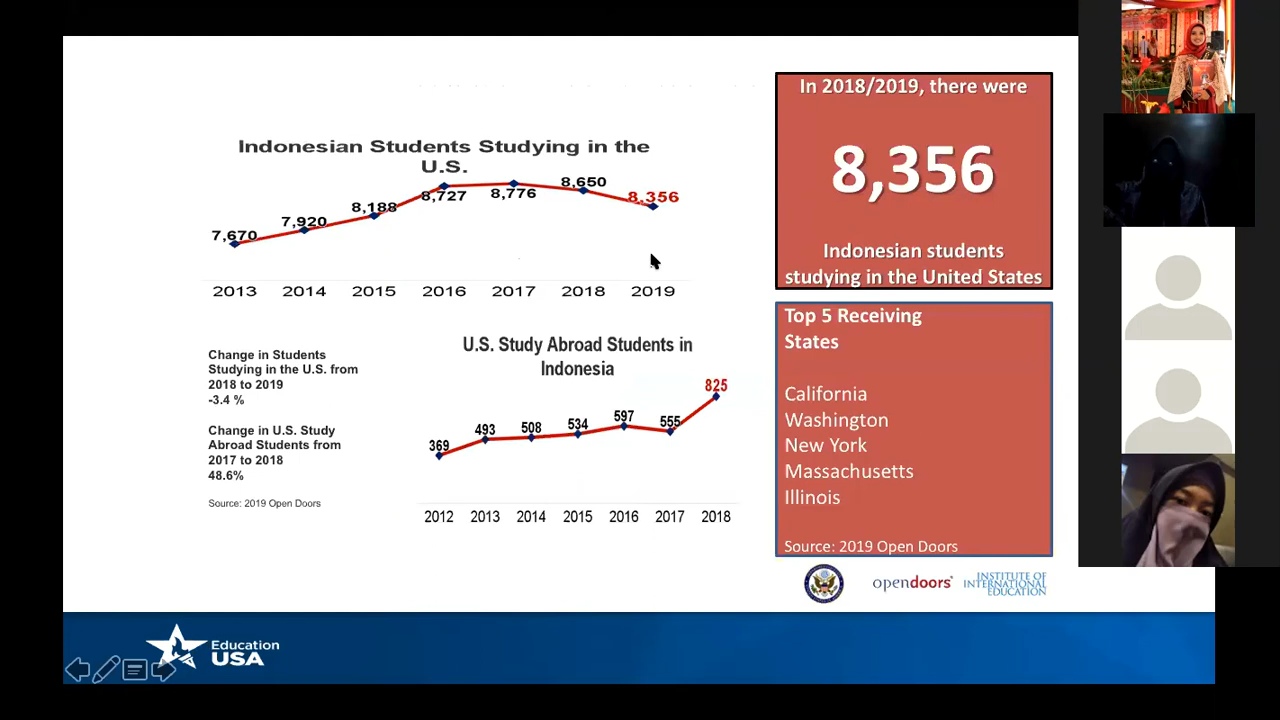 Indonesian Students Studying in the
U.S.
7,670
7,920
8,188
8,727
8,776
8,650
8,356
2013 2014 2015 2016 2017 2018 2019
Change in Students
Studying in the U.S. from
2018 to 2019
-3.4 %
Change in U.S. Study
Abroad Students from
2017 to 2018
48.6%
Source: 2019 Open Doors
U.S. Study Abroad Students in
Indonesia
369
493
508
534
597
555
825
2012 2013 2014 2015 2016 2017 2018
In 2018/2019, there were
8,356
Indonesian students
studying in the United States
Top 5 Receiving
States
California
Washington
New York
Massachusetts
Illinois
Source: 2019 Open Doors
opendoors®
INSTITUTE OF
INTERNATIONAL
EDUCATION
Education
USA